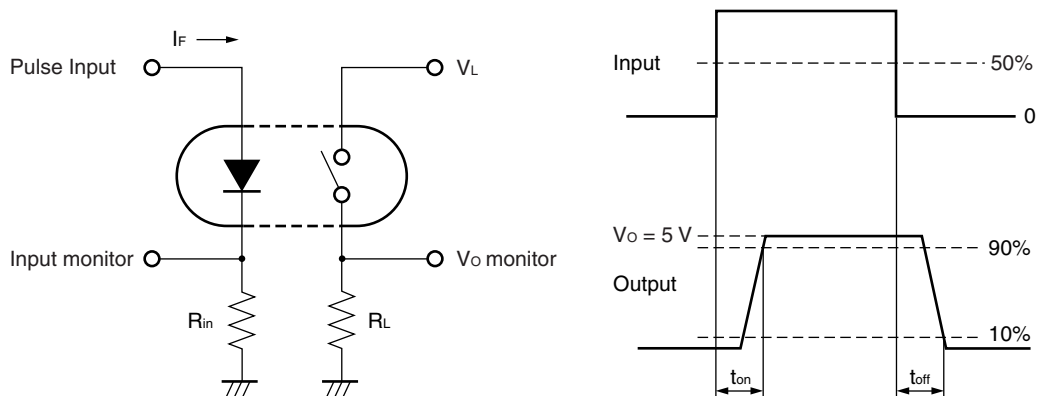 IF
Pulse Input
VL
Input monitor
VO monitor
Rin
RL
Input
50%
0
VO = 5 V
90%
Output
10%
ton
toff